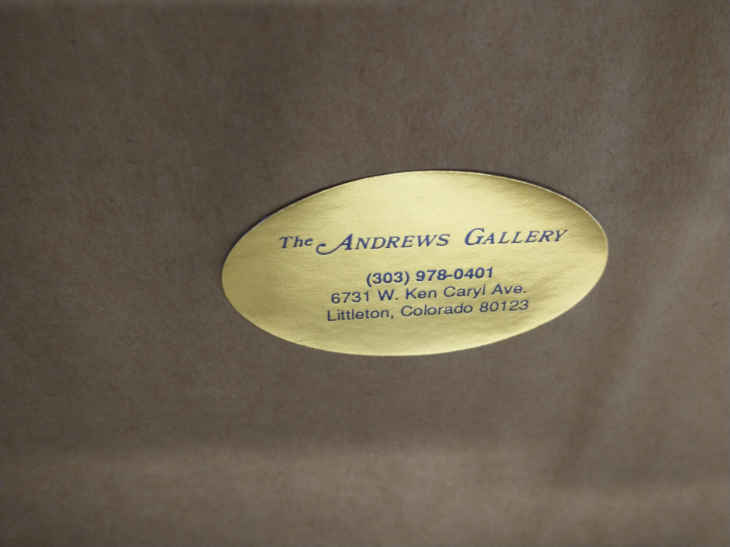 The ANDREWS GALLERY
(303) 978-0401
6731 W. Ken Caryl Ave.
Littleton, Colorado 80123